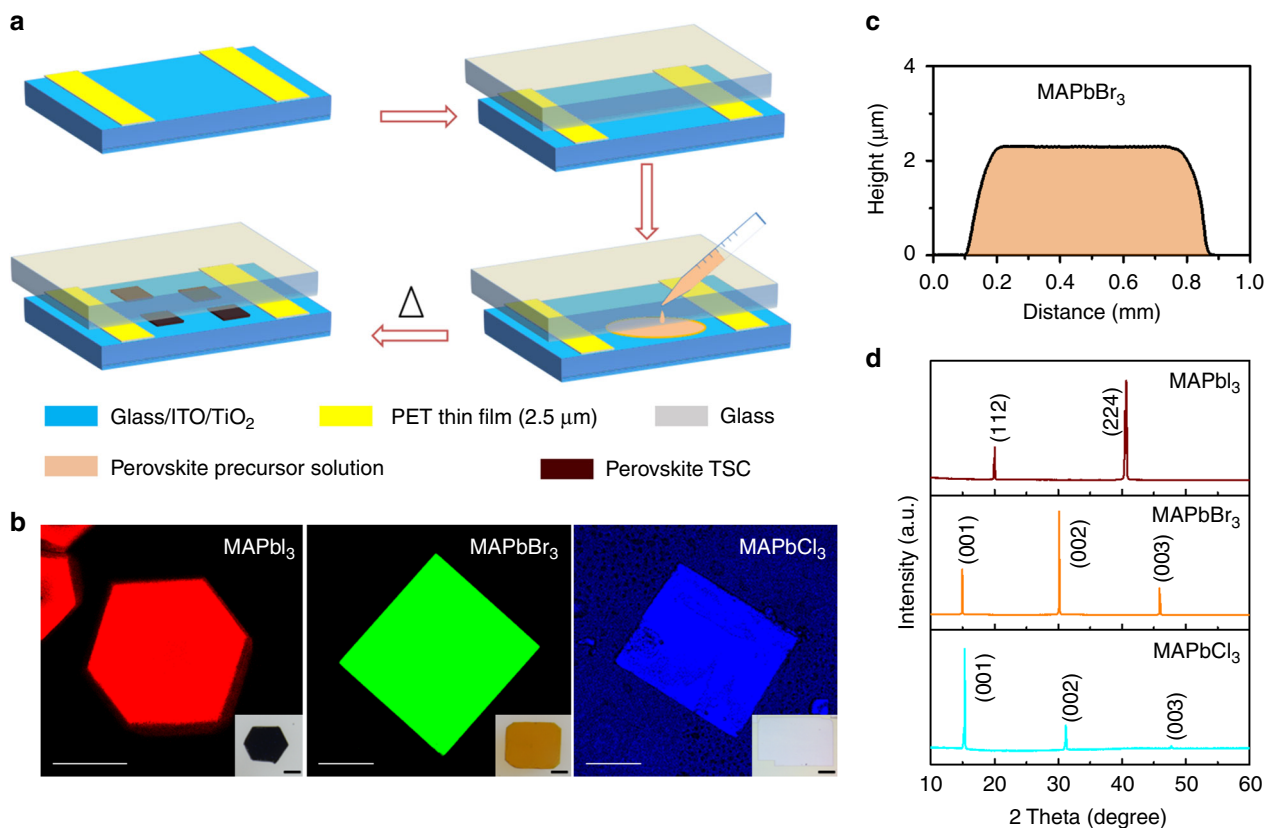 a
Δ
Glass/ITO/TiO₂
PET thin film (2.5 μm)
Glass
Perovskite precursor solution
Perovskite TSC
b
MAPbI₃
MAPbBr₃
MAPbCl₃
c
4
2
0
Height (μm)
MAPbBr₃
0.0 0.2 0.4 0.6 0.8 1.0
Distance (mm)
d
Intensity (a.u.)
MAPbI₃
(112)
(224)
MAPbBr₃
(001)
(002)
(003)
MAPbCl₃
(001)
(002)
(003)
10 20 30 40 50 60
2 Theta (degree)